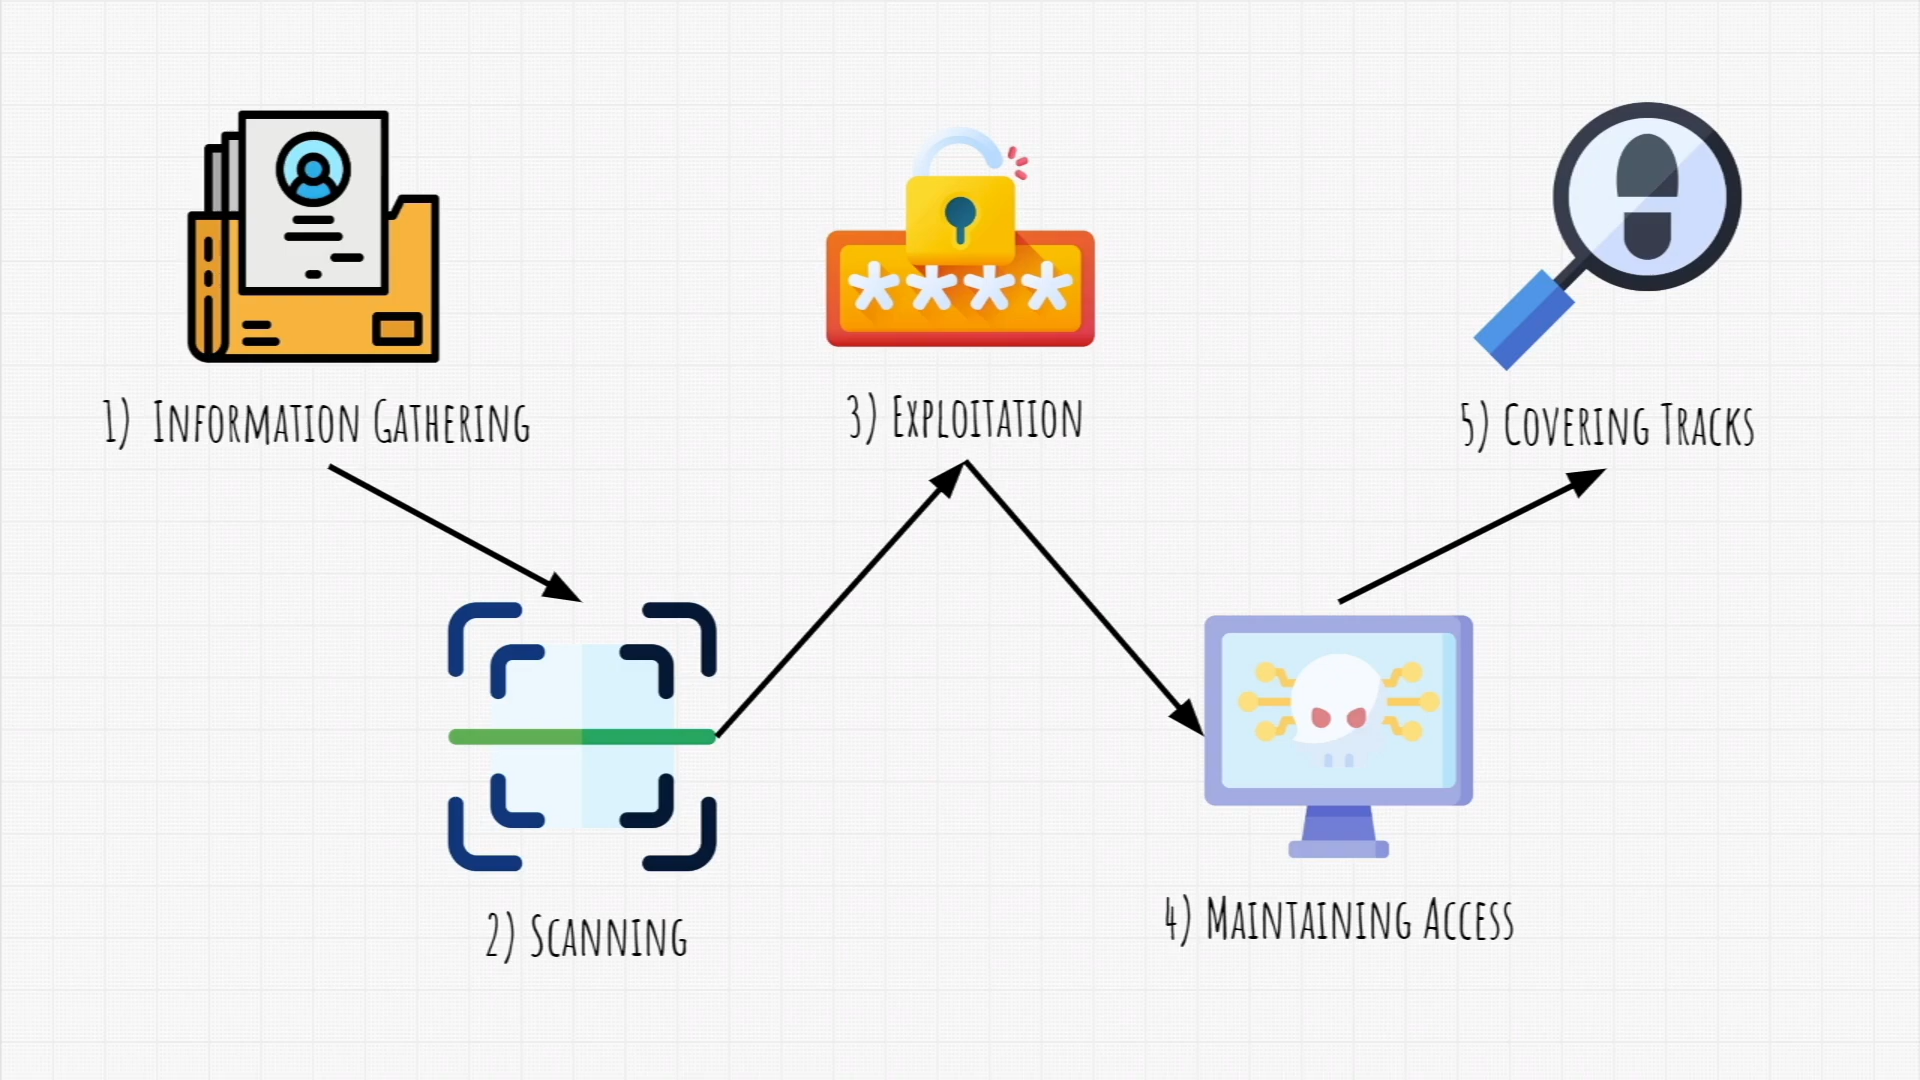 1) Information Gathering
2) Scanning
3) Exploitation
4) Maintaining Access
5) Covering Tracks